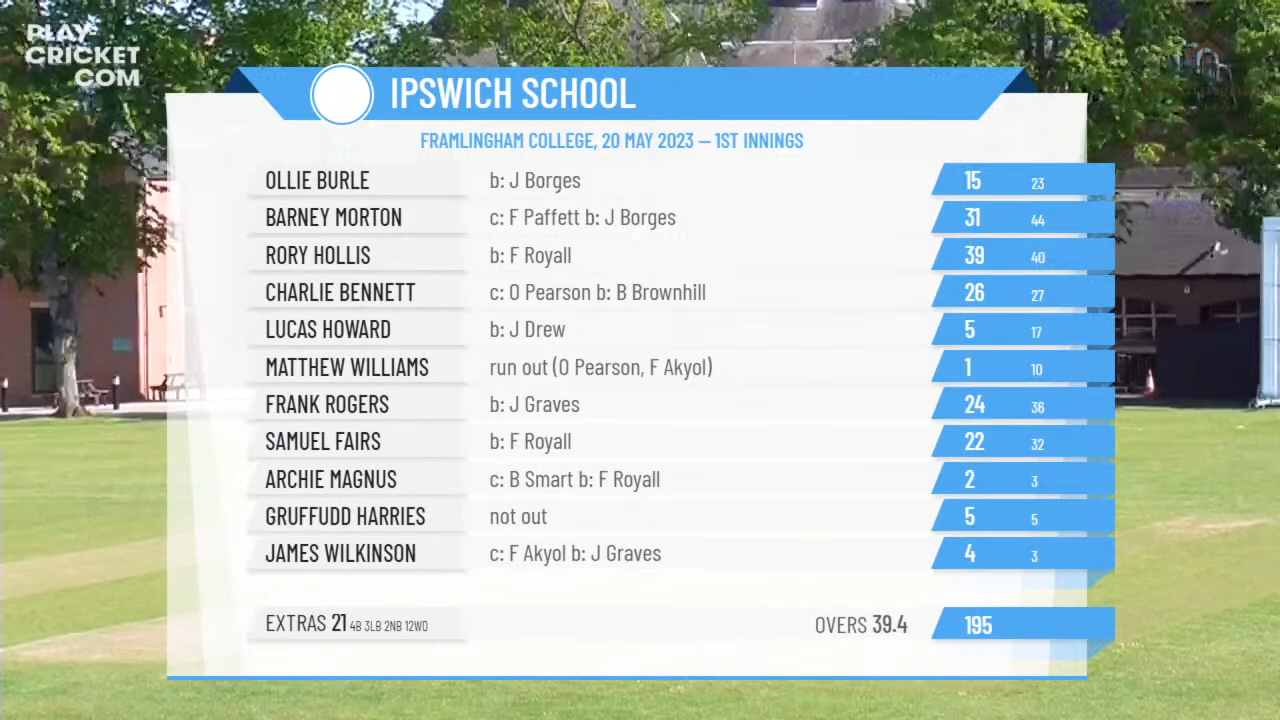 PLAY-
CRICKET
.COM
IPSWICH SCHOOL
FRAMLINGHAM COLLEGE, 20 MAY 2023 – 1ST INNINGS
OLLIE BURLE b: J Borges 15 23
BARNEY MORTON c: F Paffett b: J Borges 31 44
RORY HOLLIS b: F Royall 39 40
CHARLIE BENNETT c: O Pearson b: B Brownhill 26 27
LUCAS HOWARD b: J Drew 5 17
MATTHEW WILLIAMS run out (O Pearson, F Akyol) 1 10
FRANK ROGERS b: J Graves 24 36
SAMUEL FAIRS b: F Royall 22 32
ARCHIE MAGNUS c: B Smart b: F Royall 2 3
GRUFFUDD HARRIES not out 5 5
JAMES WILKINSON c: F Akyol b: J Graves 4 3
EXTRAS 21 4B 3LB 2NB 12WD OVERS 39.4 195